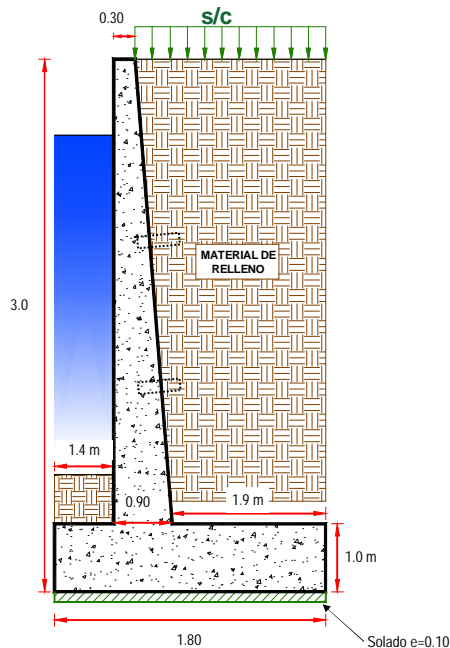 0.30
s/c
MATERIAL DE
RELLENO
3.0
1.4 m
0.90
1.9 m
1.0 m
1.80
Solado e=0.10